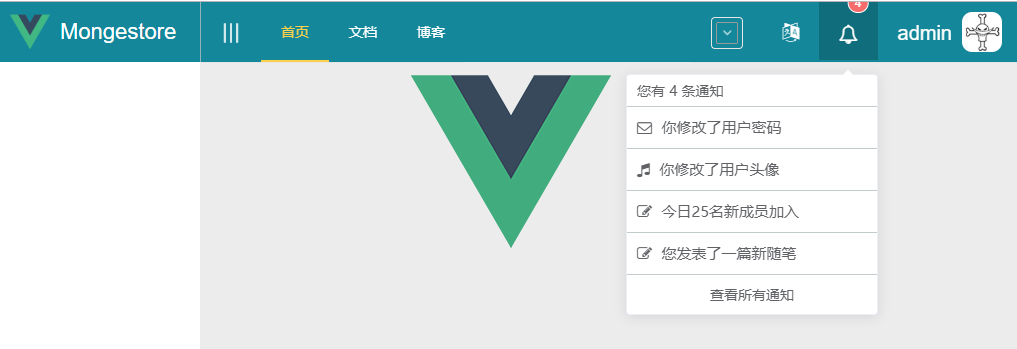 Mongestore
首页
文档
博客
4
admin
您有 4 条通知
你修改了用户密码
你修改了用户头像
今日25名新成员加入
您发表了一篇新随笔
查看所有通知